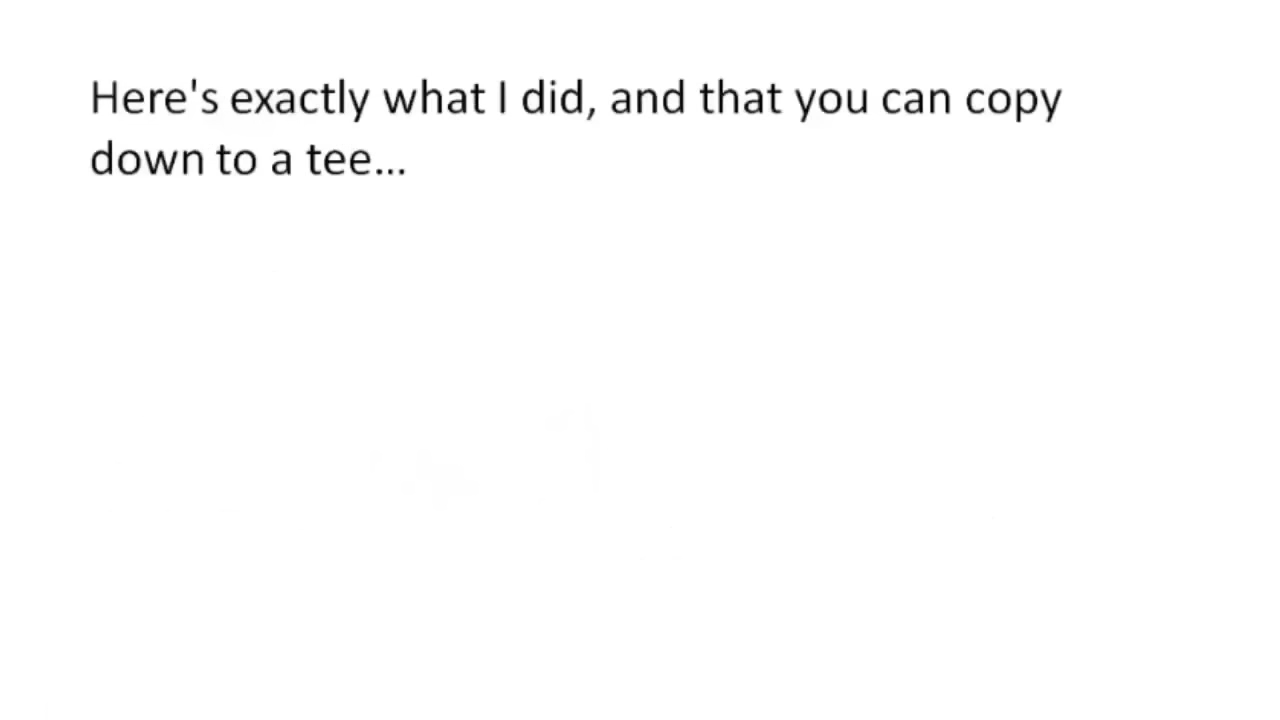 Here's exactly what I did, and that you can copy
down to a tee...